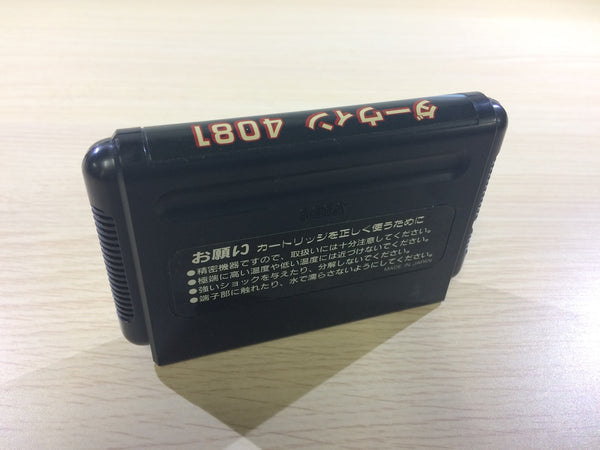 ダーウィン 4081
お願い カートリッジを正しく使うために
●精密機器ですので、取扱いには十分注意してください。
●極端に高い温度や低い温度には近づけないでください。
●強いショックを与えたり、分解しないでください。
●端子部に触れたり、水で濡らさないようにしてください。
MADE IN JAPAN